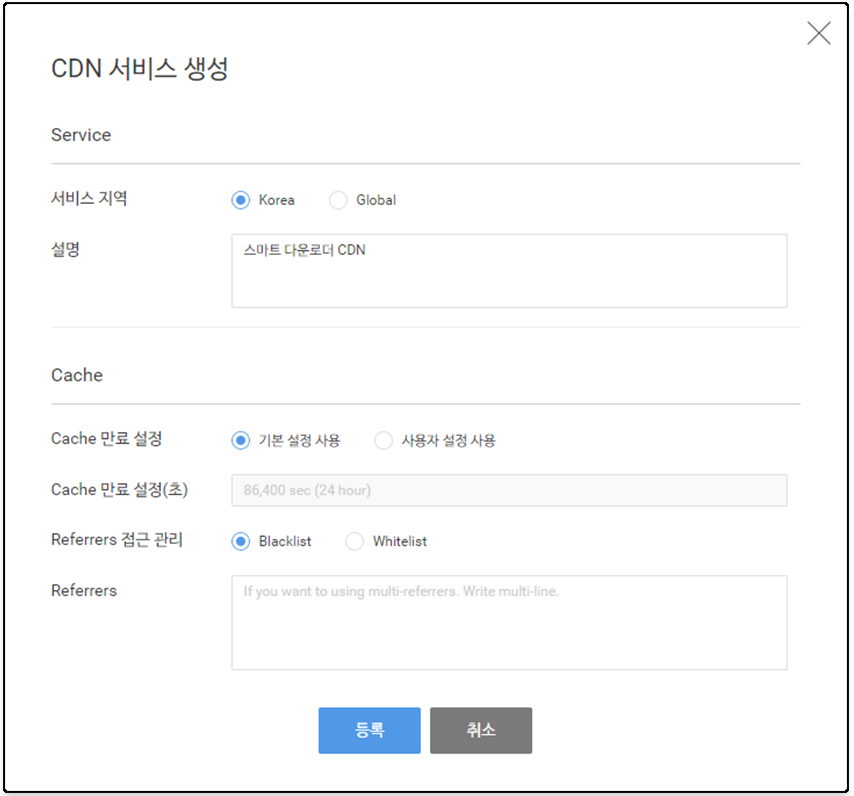 CDN 서비스 생성
Service
서비스 지역 Korea Global
설명 스마트 다운로더 CDN
Cache
Cache 만료 설정 기본 설정 사용 사용자 설정 사용
Cache 만료 설정(초) 86,400 sec (24 hour)
Referrers 접근 관리 Blacklist Whitelist
Referrers If you want to using multi-referrers. Write multi-line.
등록 취소